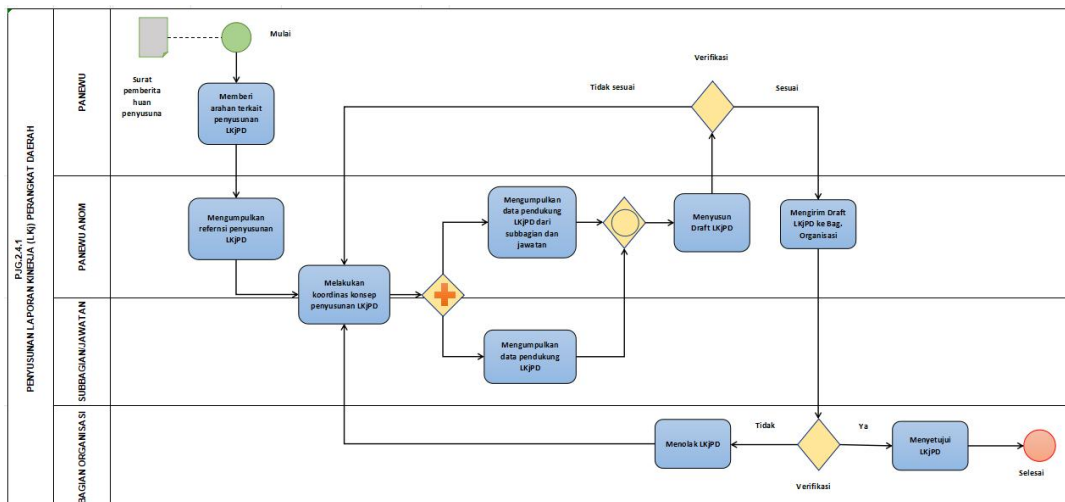 P.JG.2.4.1
PENYUSUNAN LAPORAN KINERJA (LKj) PERANGKAT DAERAH
PANEWU
Mulai
Surat
pemberita
huan
penyusuna
Memberi
arahan terkait
penyusunan
LKjPD
Verifikasi
Tidak sesuai
Sesuai
PANEWU ANOM
Mengumpulkan
refernsi penyusunan
LKjPD
Mengumpulkan
data pendukung
LKjPD dari
subbagian dan
jawatan
Menyusun
Draft LKjPD
Mengirim Draft
LKjPD ke Bag.
Organisasi
Melakukan
koordinas konsep
penyusunan LKjPD
SUBBAGIAN/JAWATAN
Mengumpulkan
data pendukung
LKjPD
BAGIAN ORGANISASI
Menolak LKjPD
Tidak
Ya
Verifikasi
Menyetujui
LKjPD
Selesai